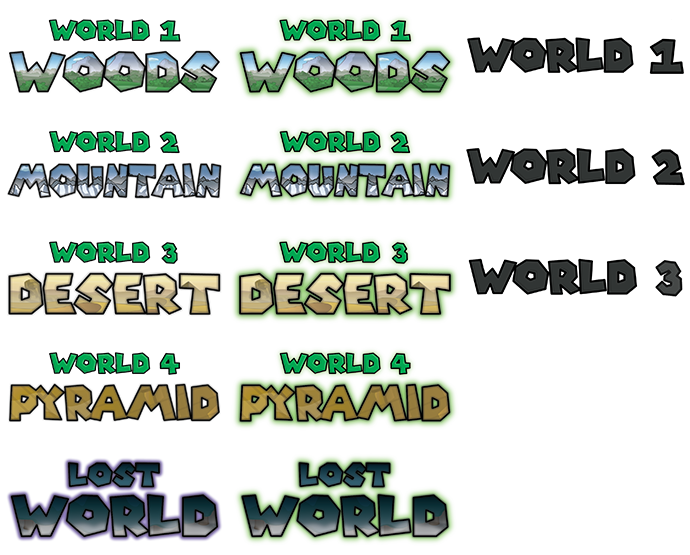 WORLD 1
WOODS
WORLD 1
WOODS
WORLD 1
WORLD 2
MOUNTAIN
WORLD 2
MOUNTAIN
WORLD 2
WORLD 3
DESERT
WORLD 3
DESERT
WORLD 3
WORLD 4
PYRAMID
WORLD 4
PYRAMID
LOST
WORLD
LOST
WORLD